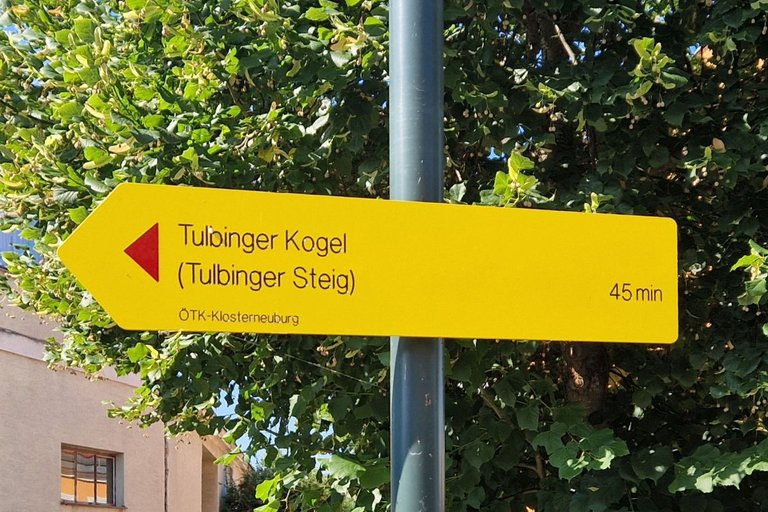 Tulbinger Kogel
(Tulbinger Steig)
45 min
ÖTK-Klosterneuburg